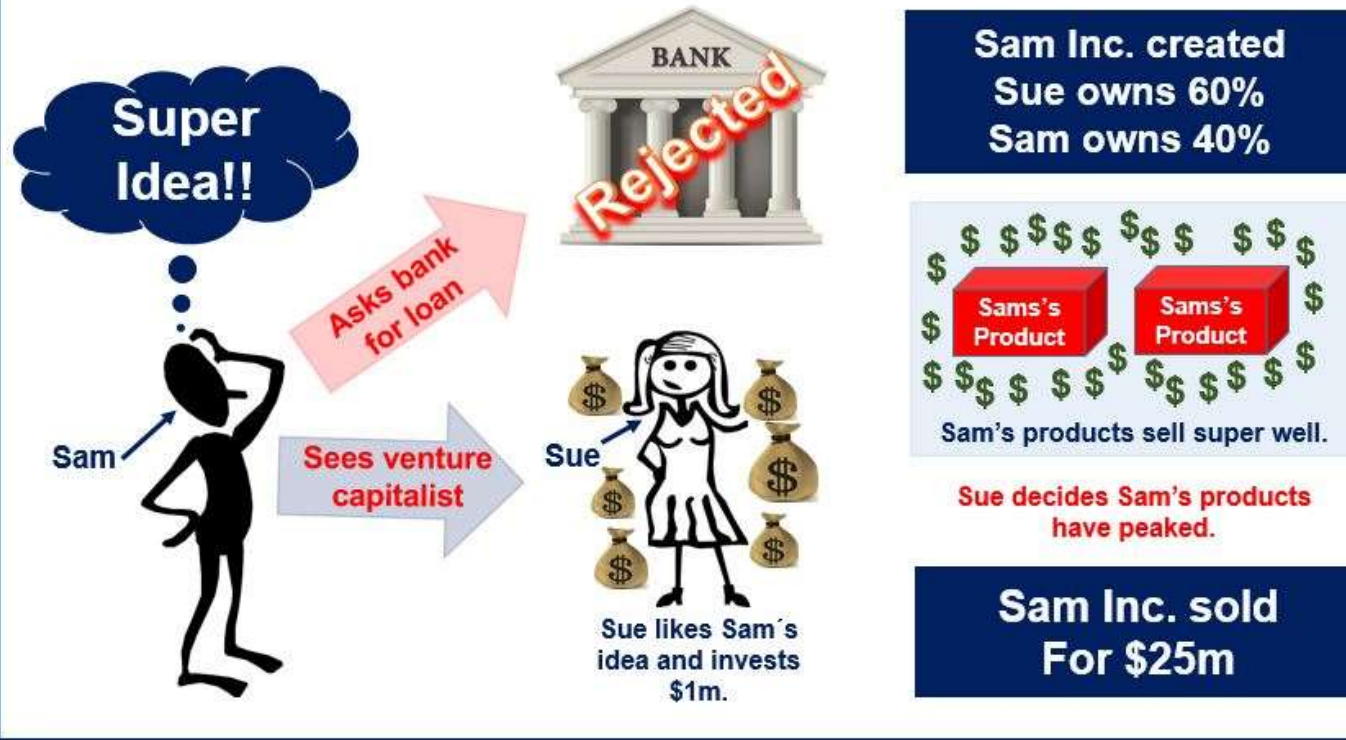 Super
Idea!!
Sam
Asks bank
for loan
Sees venture
capitalist
BANK
Rejected
Sue
$
$
$
$
$
$
Sue likes Sam´s
idea and invests
$1m.
Sam Inc. created
Sue owns 60%
Sam owns 40%
$ $ $ $ $ $ $ $ $ $ $ $ $
Sams's
Product
Sams's
Product
$ $ $
$ $ $ $ $ $ $ $ $ $ $ $ $ $
Sam's products sell super well.
Sue decides Sam's products
have peaked.
Sam Inc. sold
For $25m